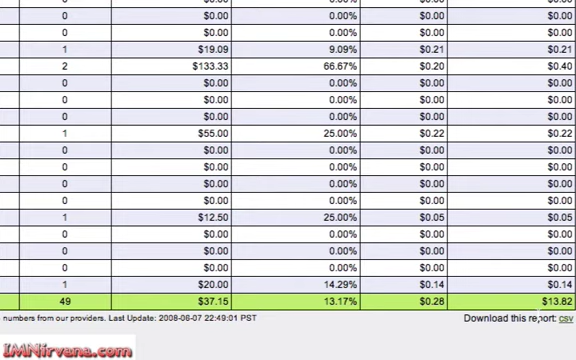 0 $0.00 0.00% $0.00 $0.00
0 $0.00 0.00% $0.00 $0.00
0 $0.00 0.00% $0.00 $0.00
1 $19.09 9.09% $0.21 $0.21
2 $133.33 66.67% $0.20 $0.40
0 $0.00 0.00% $0.00 $0.00
0 $0.00 0.00% $0.00 $0.00
0 $0.00 0.00% $0.00 $0.00
1 $55.00 25.00% $0.22 $0.22
0 $0.00 0.00% $0.00 $0.00
0 $0.00 0.00% $0.00 $0.00
0 $0.00 0.00% $0.00 $0.00
0 $0.00 0.00% $0.00 $0.00
1 $12.50 25.00% $0.05 $0.05
0 $0.00 0.00% $0.00 $0.00
0 $0.00 0.00% $0.00 $0.00
0 $0.00 0.00% $0.00 $0.00
1 $20.00 14.29% $0.14 $0.14
49 $37.15 13.17% $0.28 $13.82
numbers from our providers. Last Update: 2008-06-07 22:49:01 PST
Download this report: csv
IMNirvana.com